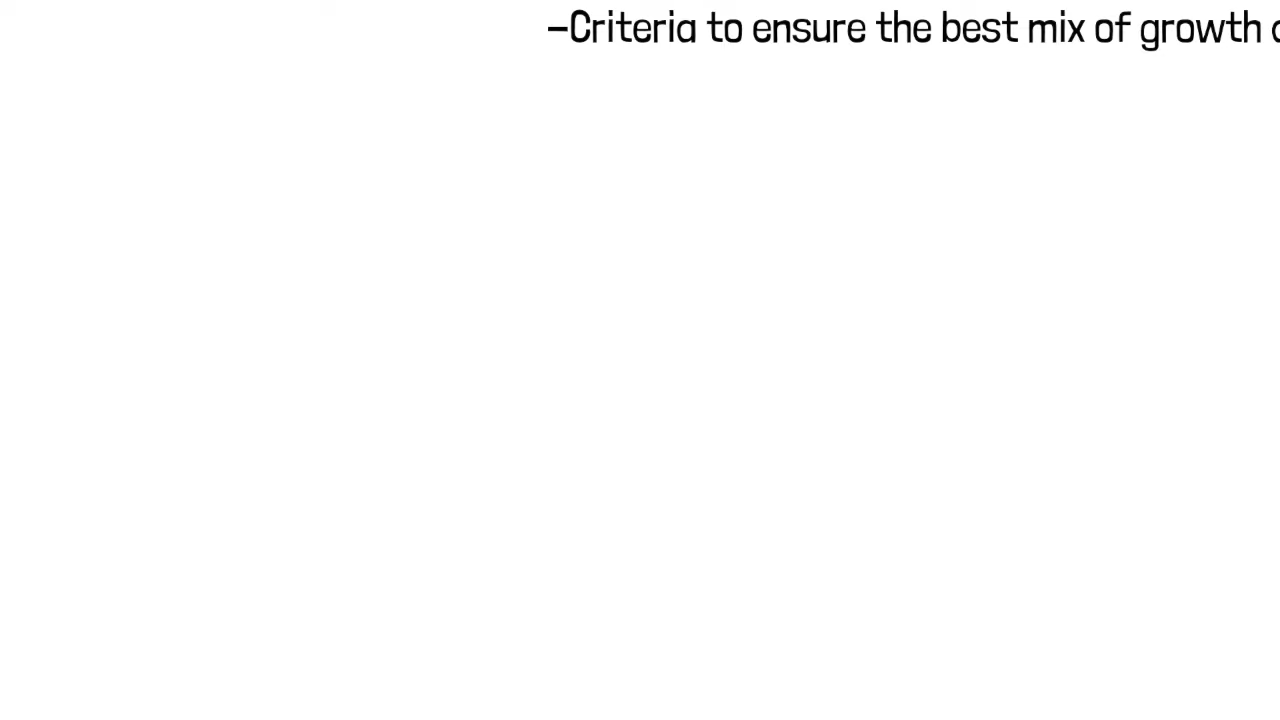 –Criteria to ensure the best mix of growth